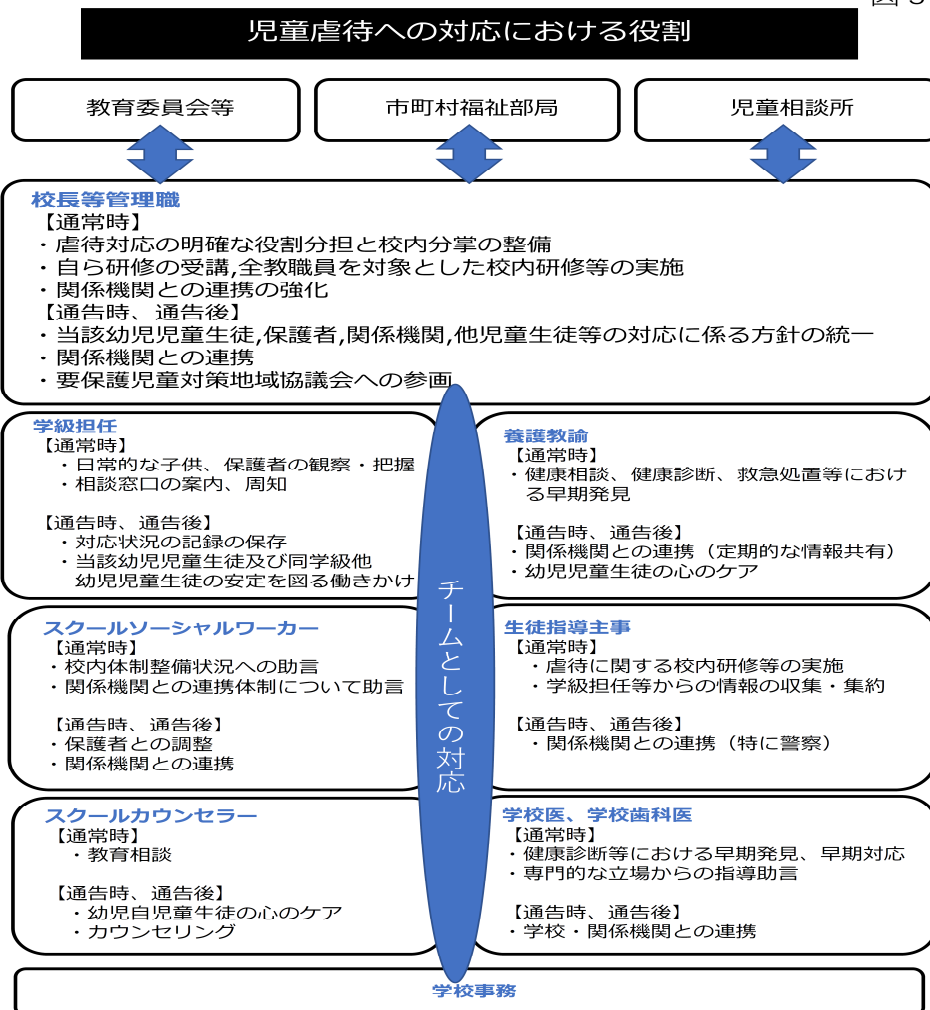 図
児童虐待への対応における役割
教育委員会等
市町村福祉部局
児童相談所
校長等管理職
【通常時】
・虐待対応の明確な役割分担と校内分掌の整備
・自ら研修の受講,全教職員を対象とした校内研修等の実施
・関係機関との連携の強化
【通告時、通告後】
・当該幼児児童生徒,保護者,関係機関,他児童生徒等の対応に係る方針の統一
・関係機関との連携
・要保護児童対策地域協議会への参画
学級担任
【通常時】
・日常的な子供、保護者の観察・把握
・相談窓口の案内、周知
【通告時、通告後】
・対応状況の記録の保存
・当該幼児児童生徒及び同学級他
幼児児童生徒の安定を図る働きかけ
養護教諭
【通常時】
・健康相談、健康診断、救急処置等におけ
る早期発見
【通告時、通告後】
・関係機関との連携（定期的な情報共有）
・幼児児童生徒の心のケア
チームとしての対応
スクールソーシャルワーカー
【通常時】
・校内体制整備状況への助言
・関係機関との連携体制について助言
【通告時、通告後】
・保護者との調整
・関係機関との連携
生徒指導主事
【通常時】
・虐待に関する校内研修等の実施
・学級担任等からの情報の収集・集約
【通告時、通告後】
・関係機関との連携（特に警察）
スクールカウンセラー
【通常時】
・教育相談
【通告時、通告後】
・幼児自児童生徒の心のケア
・カウンセリング
学校医、学校歯科医
【通常時】
・健康診断等における早期発見、早期対応
・専門的な立場からの指導助言
【通告時、通告後】
・学校・関係機関との連携
学校事務